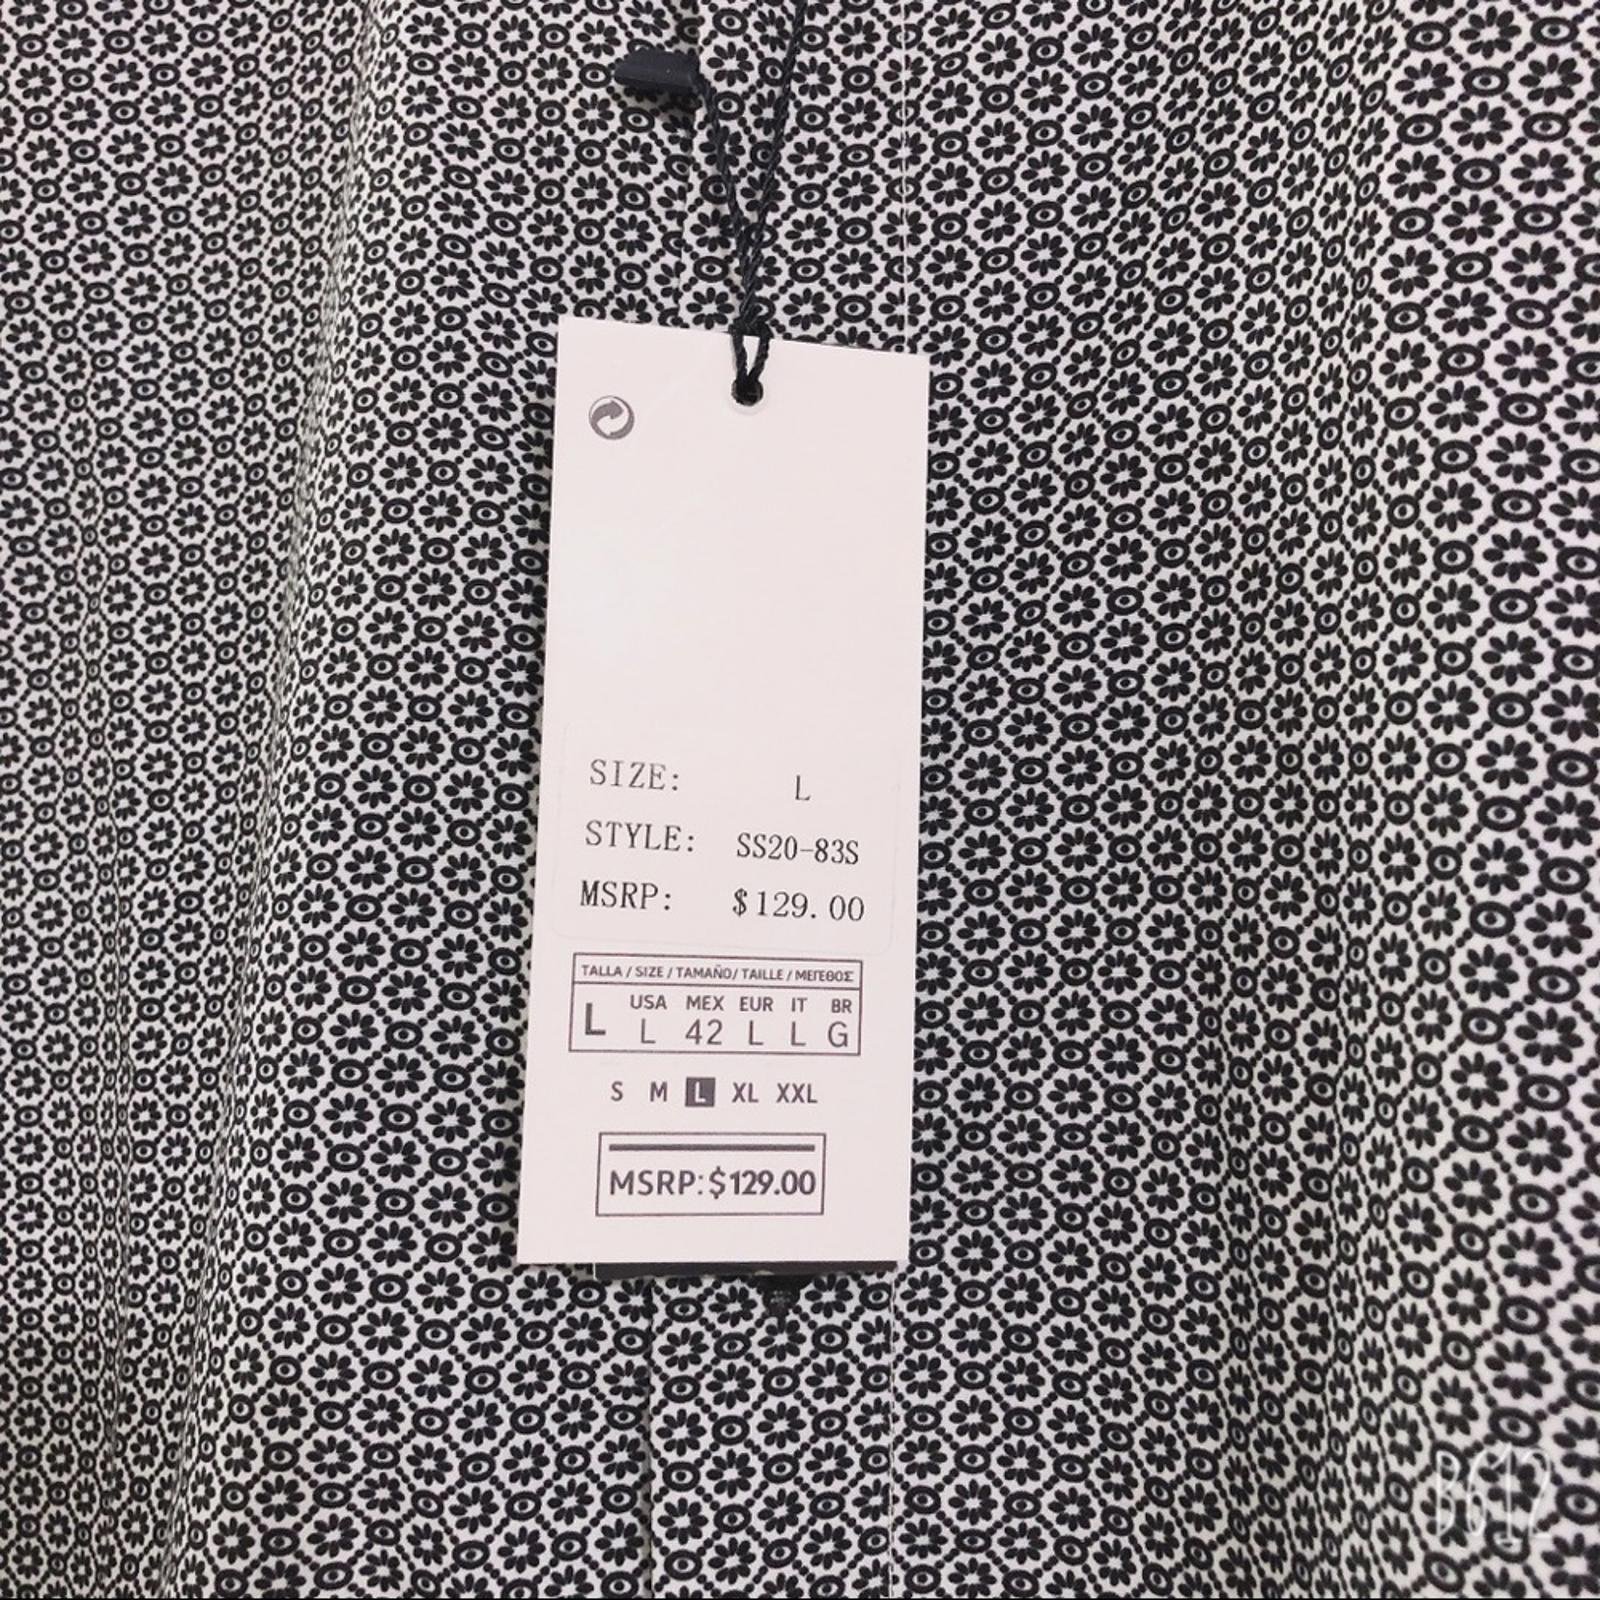 SIZE: L
STYLE: SS20-83S
MSRP: $129.00
TALLA / SIZE / TAMAÑO/ TAILLE / ΜΕΓΕΘΟΣ
L USA MEX EUR IT BR
L 42 L L G
S M L XL XXL
MSRP:$129.00
B612